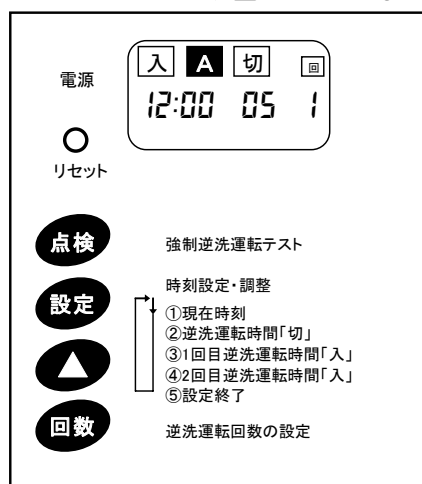 入 A 切 回
電源
12:00 05 1
リセット
点検 強制逆洗運転テスト
設定 時刻設定・調整
①現在時刻
②逆洗運転時間「切」
③1回目逆洗運転時間「入」
④2回目逆洗運転時間「入」
⑤設定終了
回数 逆洗運転回数の設定